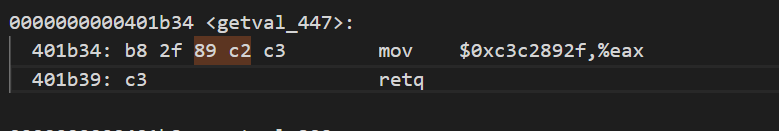 0000000000401b34 <getval_447>:
401b34: b8 2f 89 c2 c3 mov $0xc3c2892f,%eax
401b39: c3 retq